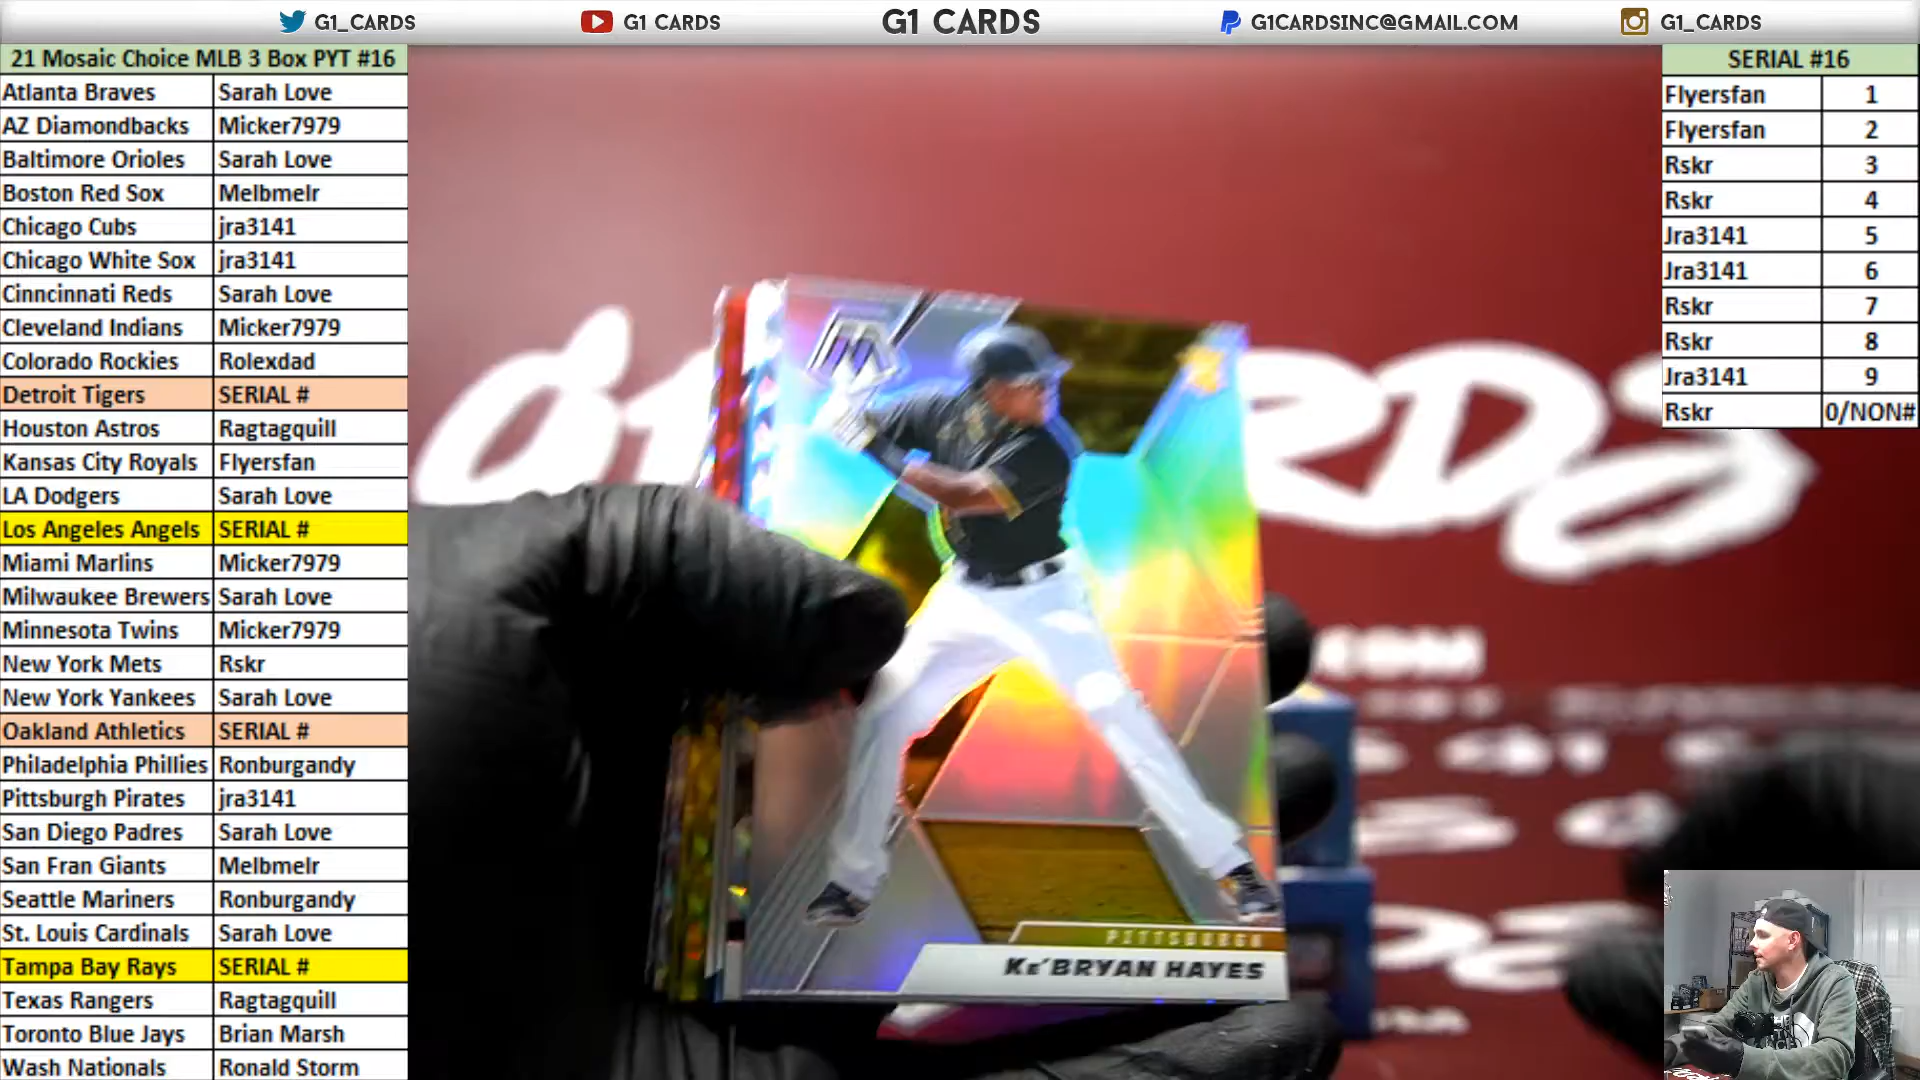 G1_CARDS
G1 CARDS
G1 CARDS
G1CARDSINC@GMAIL.COM
G1_CARDS
21 Mosaic Choice MLB 3 Box PYT #16
Atlanta Braves Sarah Love
AZ Diamondbacks Micker7979
Baltimore Orioles Sarah Love
Boston Red Sox Melbmelr
Chicago Cubs jra3141
Chicago White Sox jra3141
Cinncinnati Reds Sarah Love
Cleveland Indians Micker7979
Colorado Rockies Rolexdad
Detroit Tigers SERIAL #
Houston Astros Ragtagquill
Kansas City Royals Flyersfan
LA Dodgers Sarah Love
Los Angeles Angels SERIAL #
Miami Marlins Micker7979
Milwaukee Brewers Sarah Love
Minnesota Twins Micker7979
New York Mets Rskr
New York Yankees Sarah Love
Oakland Athletics SERIAL #
Philadelphia Phillies Ronburgandy
Pittsburgh Pirates jra3141
San Diego Padres Sarah Love
San Fran Giants Melbmelr
Seattle Mariners Ronburgandy
St. Louis Cardinals Sarah Love
Tampa Bay Rays SERIAL #
Texas Rangers Ragtagquill
Toronto Blue Jays Brian Marsh
Wash Nationals Ronald Storm
SERIAL #16
Flyersfan 1
Flyersfan 2
Rskr 3
Rskr 4
Jra3141 5
Jra3141 6
Rskr 7
Rskr 8
Jra3141 9
Rskr 0/NON#
M
PITTSBURGH
KE'BRYAN HAYES